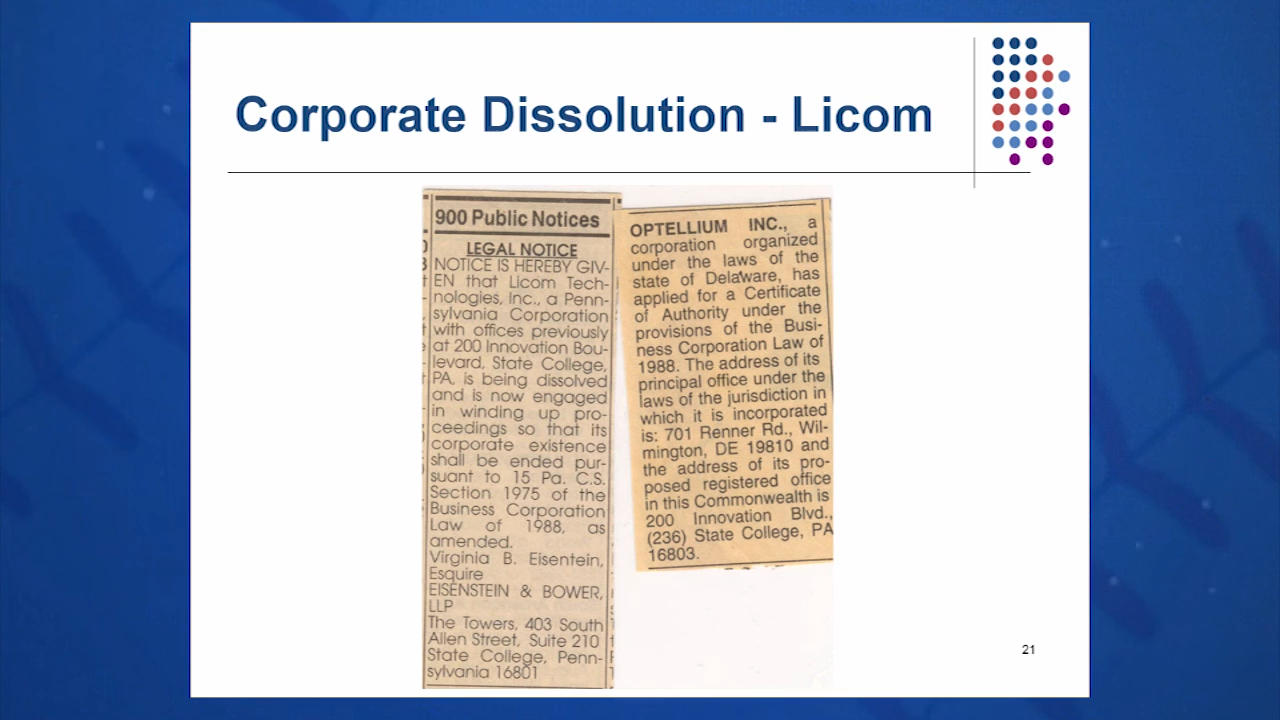 Corporate Dissolution - Licom
900 Public Notices
LEGAL NOTICE
NOTICE IS HEREBY GIV-
EN that Licom Tech-
nologies, Inc., a Penn-
sylvania Corporation
with offices previously
at 200 Innovation Bou-
levard, State College,
PA, is being dissolved
and is now engaged
in winding up pro-
ceedings so that its
corporate existence
shall be ended pur-
suant to 15 Pa. C.S.
Section 1975 of the
Business Corporation
Law of 1988, as
amended.
Virginia B. Eisentein,
Esquire
EISENSTEIN & BOWER,
LLP
The Towers, 403 South
Allen Street, Suite 210
State College, Penn-
sylvania 16801
OPTELLIUM INC., a
corporation organized
under the laws of the
state of Delaware, has
applied for a Certificate
of Authority under the
provisions of the Busi-
ness Corporation Law of
1988. The address of its
principal office under the
laws of the jurisdiction in
which it is incorporated
is: 701 Renner Rd., Wil-
mington, DE 19810 and
the address of its pro-
posed registered office
in this Commonwealth is
200 Innovation Blvd.,
(236) State College, PA
16803.
21